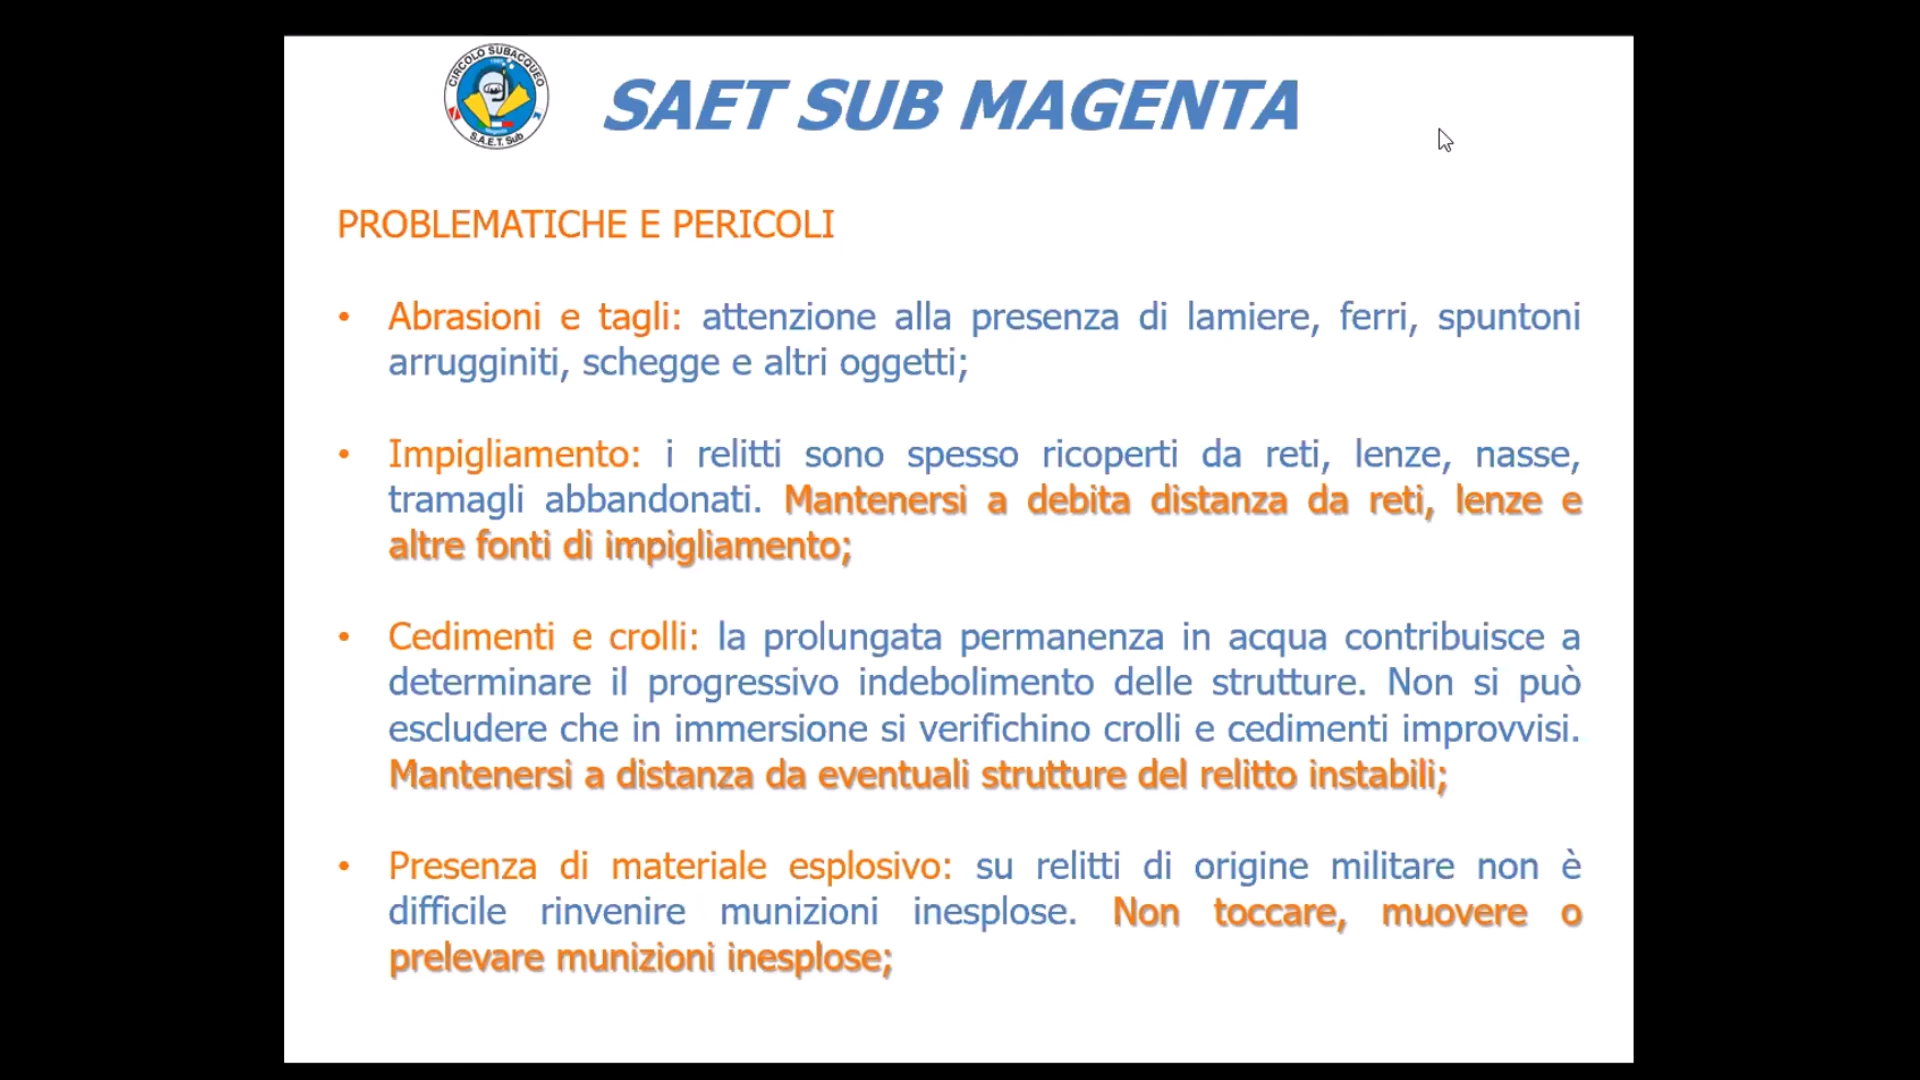 CIRCOLO SUBACQUEO
S.A.E.T. Sub
SAET SUB MAGENTA
PROBLEMATICHE E PERICOLI
• Abrasioni e tagli: attenzione alla presenza di lamiere, ferri, spuntoni
arrugginiti, schegge e altri oggetti;
• Impigliamento: i relitti sono spesso ricoperti da reti, lenze, nasse,
tramagli abbandonati. Mantenersi a debita distanza da reti, lenze e
altre fonti di impigliamento;
• Cedimenti e crolli: la prolungata permanenza in acqua contribuisce a
determinare il progressivo indebolimento delle strutture. Non si può
escludere che in immersione si verifichino crolli e cedimenti improvvisi.
Mantenersi a distanza da eventuali strutture del relitto instabili;
• Presenza di materiale esplosivo: su relitti di origine militare non è
difficile rinvenire munizioni inesplose. Non toccare, muovere o
prelevare munizioni inesplose;